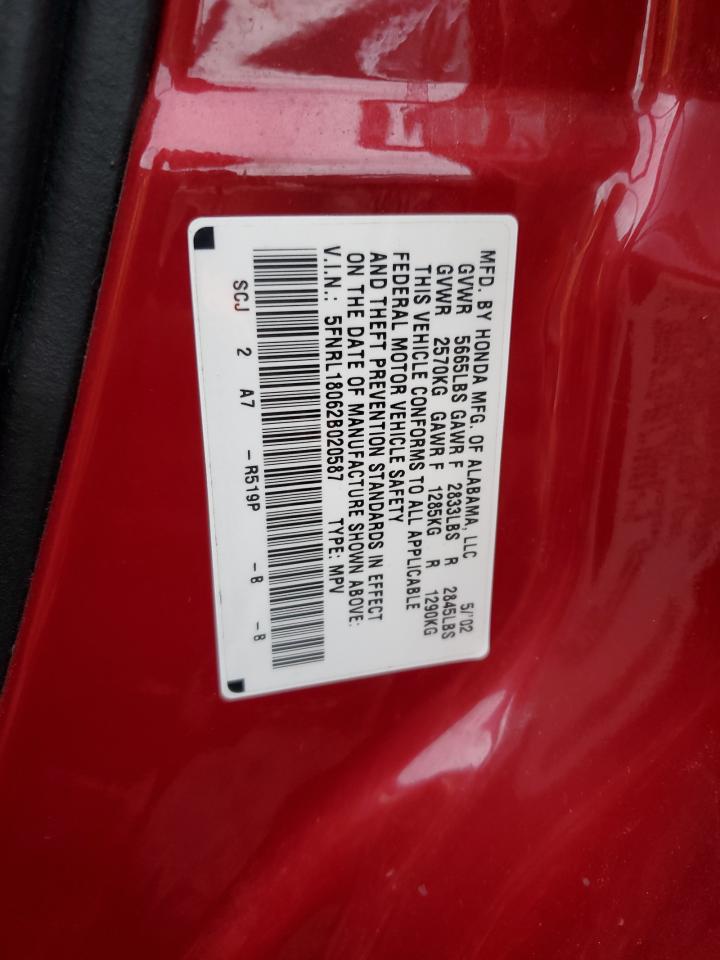 MFD. BY HONDA MFG. OF ALABAMA, LLC 5/'02
GVWR 5665LBS GAWR F 2833LBS R 2845LBS
GVWR 2570KG GAWR F 1285KG R 1290KG
THIS VEHICLE CONFORMS TO ALL APPLICABLE
FEDERAL MOTOR VEHICLE SAFETY
AND THEFT PREVENTION STANDARDS IN EFFECT
ON THE DATE OF MANUFACTURE SHOWN ABOVE:
V.I.N.: 5FNRL18062B020587 TYPE: MPV
SCJ 2 A7 -R519P -B -B